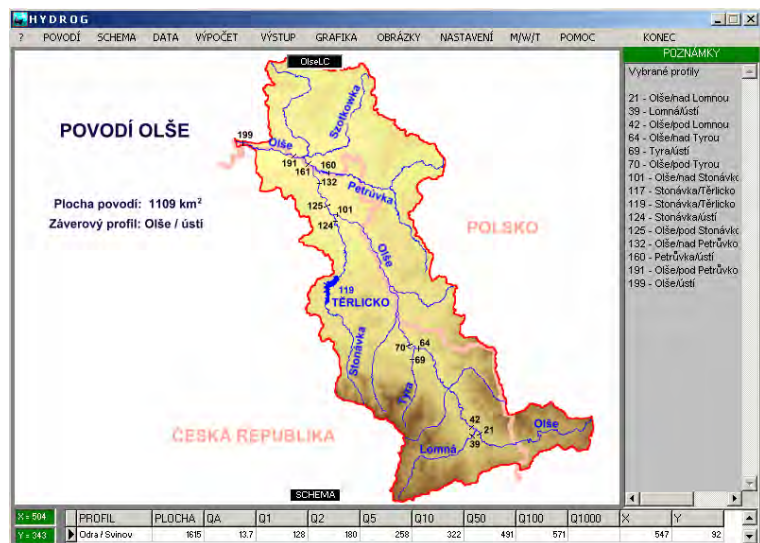 HYDROG
? POVODÍ SCHEMA DATA VÝPOČET VÝSTUP GRAFIKA OBRÁZKY NASTAVENÍ M/W/T POMOC KONEC
OlseLC
POVODÍ OLŠE
Plocha povodí: 1109 km²
Záverový profil: Olše / ústí
199
Olše
Szotkowka
191
161
160
132
Petrůvka
125
101
124
Olše
POLSKO
119
TĚRLICKO
Stonávka
70
64
69
Tyra
42
21
39
Olše
Lomná
ČESKÁ REPUBLIKA
SCHEMA
POZNÁMKY
Vybrané profily
21 - Olše/nad Lomnou
39 - Lomná/ústí
42 - Olše/pod Lomnou
64 - Olše/nad Tyrou
69 - Tyra/ústí
70 - Olše/pod Tyrou
101 - Olše/nad Stonávko
117 - Stonávka/Těrlicko
119 - Stonávka/Těrlicko
124 - Stonávka/ústí
125 - Olše/pod Stonávko
132 - Olše/nad Petrůvko
160 - Petrůvka/ústí
191 - Olše/pod Petrůvko
199 - Olše/ústí
X = 504
Y = 343
PROFIL PLOCHA QA Q1 Q2 Q5 Q10 Q50 Q100 Q1000 X Y
Odra / Svinov 1615 13.7 128 180 258 322 491 571 547 92